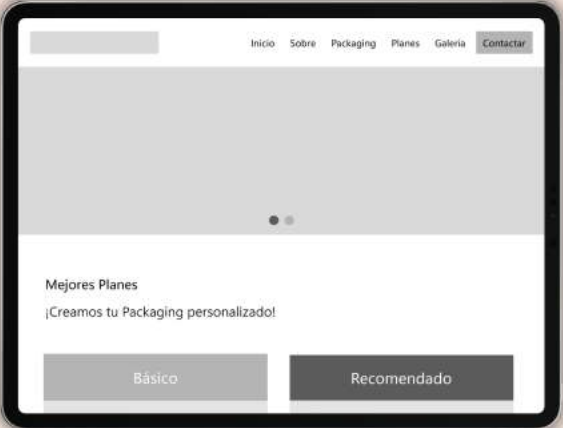 Inicio Sobre Packaging Planes Galeria Contactar
Mejores Planes
¡Creamos tu Packaging personalizado!
Básico Recomendado